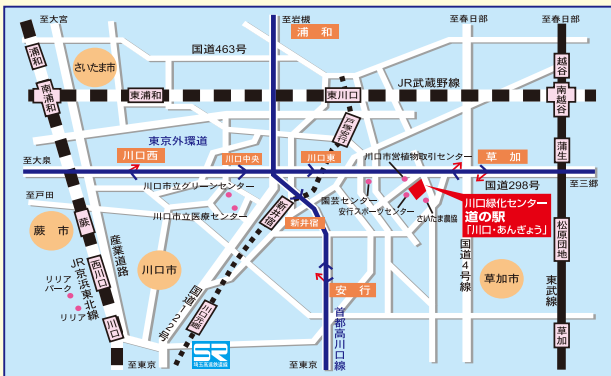 至大宮
至岩槻
至春日部
至春日部
浦和
国道463号
浦和
さいたま市
越谷
JR武蔵野線
南浦和
東浦和
東川口
南越谷
戸塚安行
蒲生
東京外環道
川口西
川口中央
川口東
川口市営植物取引センター
草加
至大泉
国道298号
至三郷
至戸田
川口市立グリーンセンター
園芸センター
安行スポーツセンター
さいたま農協
川口緑化センター
道の駅
「川口・あんぎょう」
川口市立医療センター
新井宿
新井宿
蕨
蕨市
松原団地
産業道路
西川口
川口市
JR京浜東北線
リリアパーク
リリア
国道122号
安行
国道4号線
草加市
東武線
川口元郷
首都高川口線
川口
草加
SR
埼玉高速鉄道線
至東京
至東京
至東京